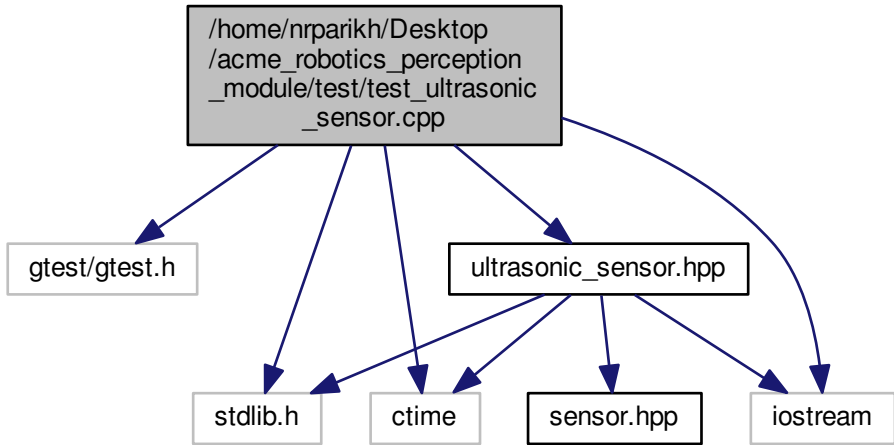 /home/nrparikh/Desktop
/acme_robotics_perception
_module/test/test_ultrasonic
_sensor.cpp
gtest/gtest.h
ultrasonic_sensor.hpp
stdlib.h
ctime
sensor.hpp
iostream